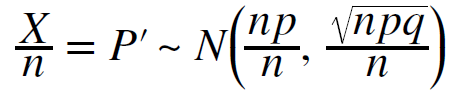 X/n = P′ ~ N(np/n, √npq/n)